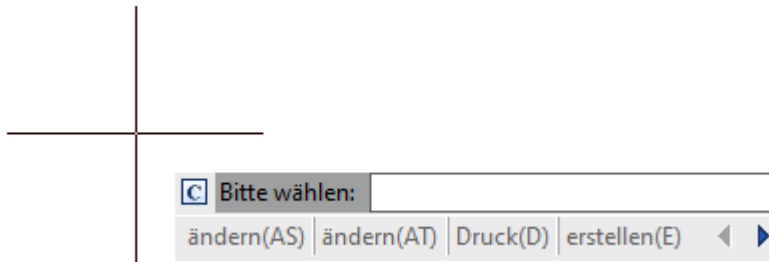 C Bitte wählen:
ändern(AS) ändern(AT) Druck(D) erstellen(E)